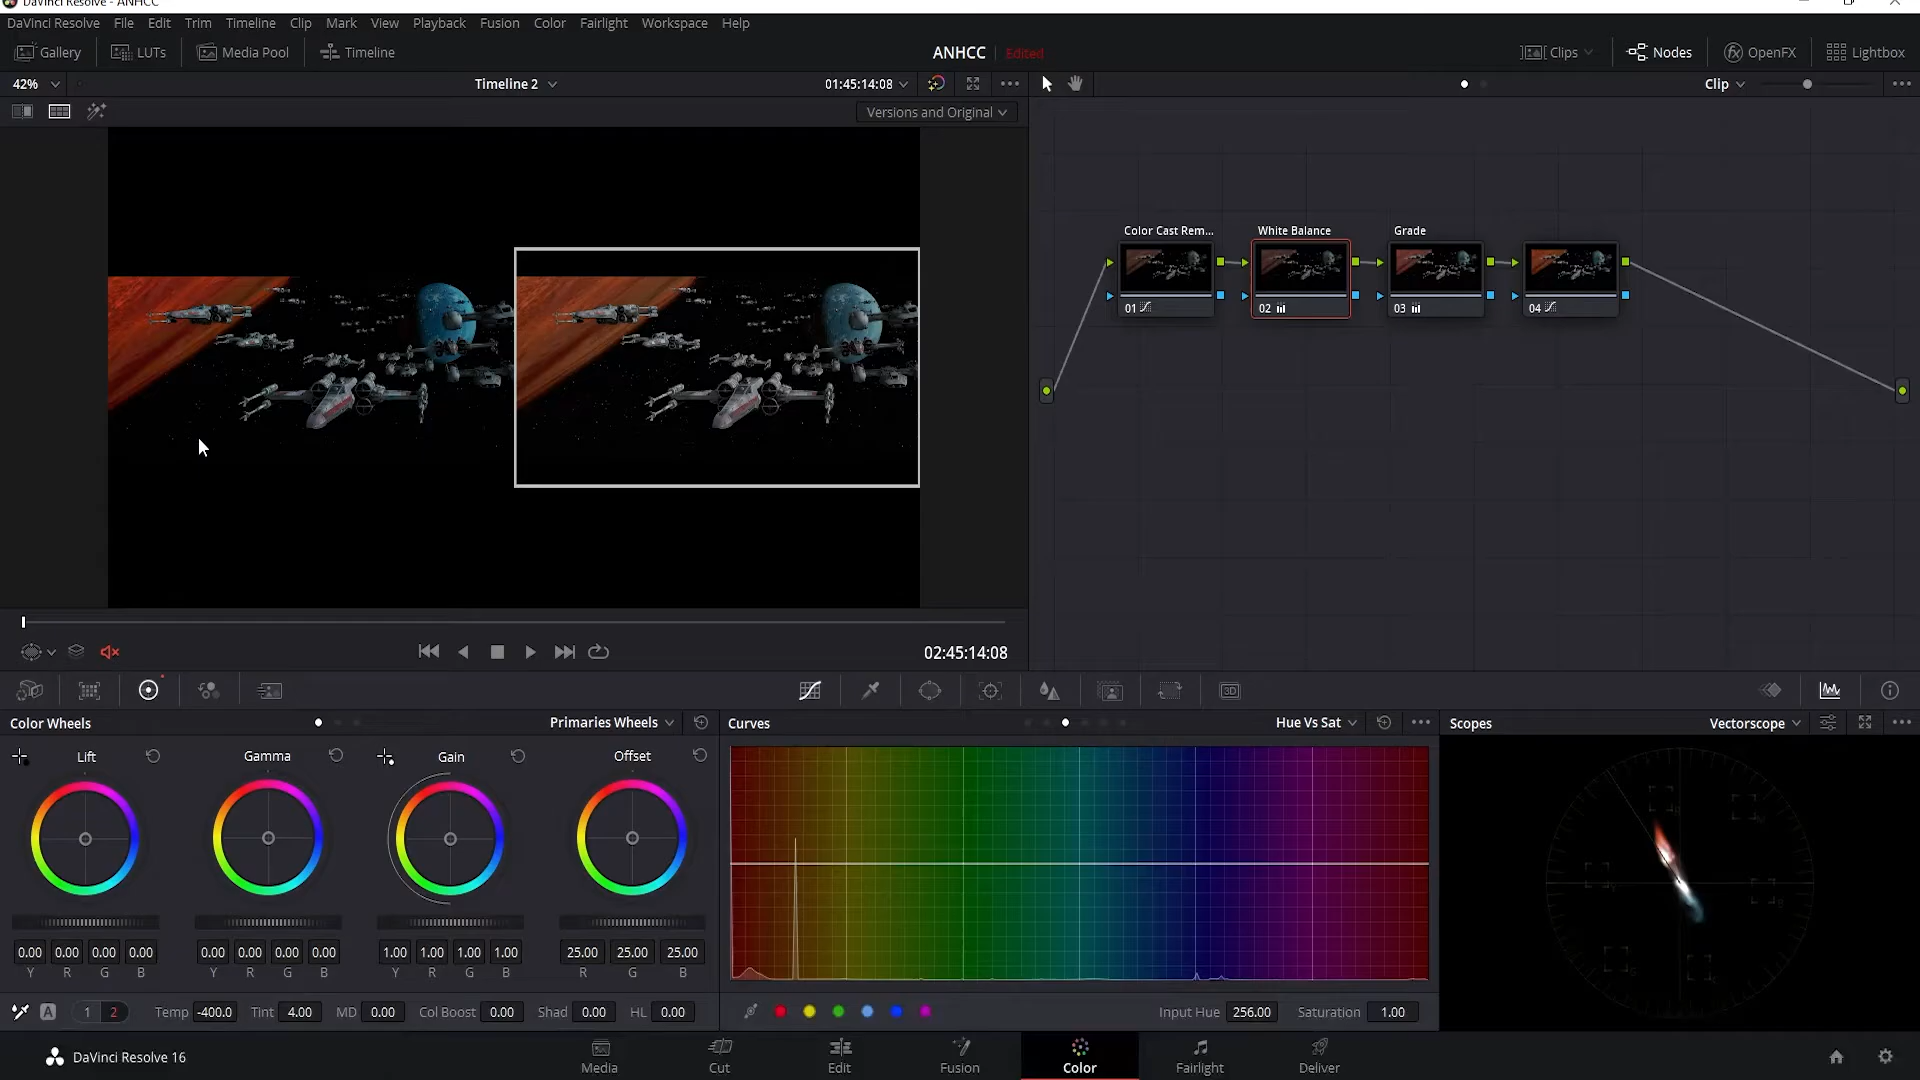 DaVinci Resolve - ANHCC
DaVinci Resolve File Edit Trim Timeline Clip Mark View Playback Fusion Color Fairlight Workspace Help
Gallery LUTs Media Pool Timeline ANHCC Edited Clips Nodes OpenFX Lightbox
42% Timeline 2 01:45:14:08 Clip
Versions and Original
Color Cast Rem... White Balance Grade
01 02 03 04
02:45:14:08
3D
Color Wheels Primaries Wheels Curves Hue Vs Sat Scopes Vectorscope
Lift Gamma Gain Offset
0.00 0.00 0.00 0.00 0.00 0.00 0.00 0.00 1.00 1.00 1.00 1.00 25.00 25.00 25.00
Y R G B Y R G B Y R G B R G B
A 1 2 Temp -400.0 Tint 4.00 MD 0.00 Col Boost 0.00 Shad 0.00 HL 0.00 Input Hue 256.00 Saturation 1.00
DaVinci Resolve 16 Media Cut Edit Fusion Color Fairlight Deliver